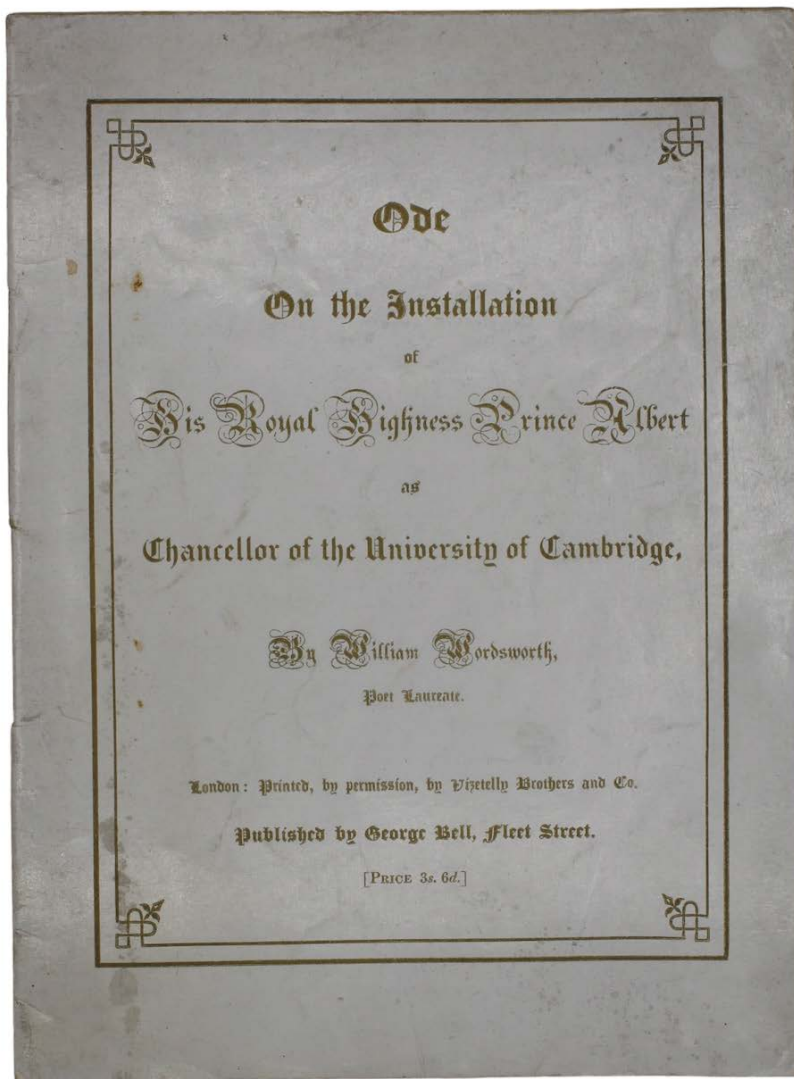 Ode
On the Installation
of
His Royal Highness Prince Albert
as
Chancellor of the University of Cambridge,
By William Wordsworth,
Poet Laureate.
London: Printed, by permission, by Vizetelly Brothers and Co.
Published by George Bell, Fleet Street.
[PRICE 3s. 6d.]